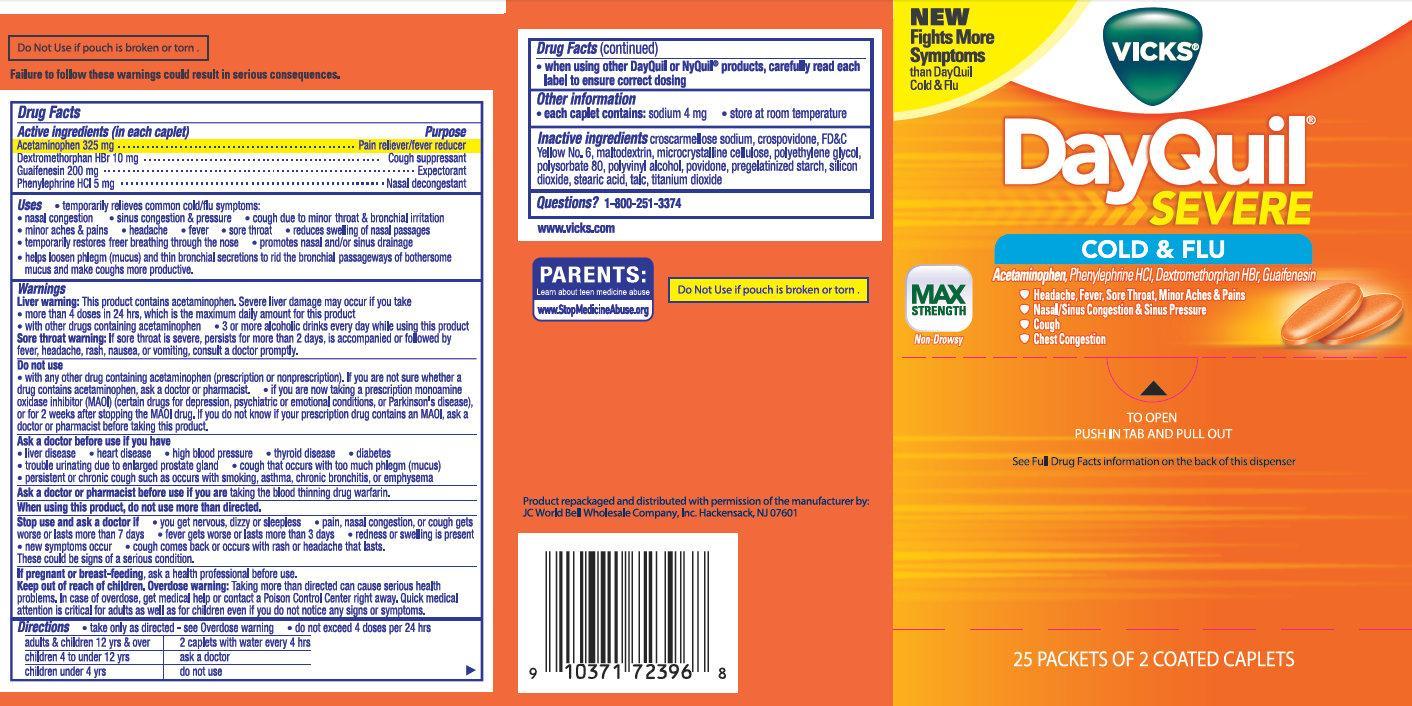 Do Not Use if pouch is broken or torn .
Failure to follow these warnings could result in serious consequences.
Drug Facts
Active ingredients (in each caplet) Purpose
Acetaminophen 325 mg Pain reliever/fever reducer
Dextromethorphan HBr 10 mg Cough suppressant
Guaifenesin 200 mg Expectorant
Phenylephrine HCl 5 mg Nasal decongestant
Uses • temporarily relieves common cold/flu symptoms:
• nasal congestion • sinus congestion & pressure • cough due to minor throat & bronchial irritation
• minor aches & pains • headache • fever • sore throat • reduces swelling of nasal passages
• temporarily restores freer breathing through the nose • promotes nasal and/or sinus drainage
• helps loosen phlegm (mucus) and thin bronchial secretions to rid the bronchial passageways of bothersome
mucus and make coughs more productive.
Warnings
Liver warning: This product contains acetaminophen. Severe liver damage may occur if you take
• more than 4 doses in 24 hrs, which is the maximum daily amount for this product
• with other drugs containing acetaminophen • 3 or more alcoholic drinks every day while using this product
Sore throat warning: If sore throat is severe, persists for more than 2 days, is accompanied or followed by
fever, headache, rash, nausea, or vomiting, consult a doctor promptly.
Do not use
• with any other drug containing acetaminophen (prescription or nonprescription). If you are not sure whether a
drug contains acetaminophen, ask a doctor or pharmacist. • if you are now taking a prescription monoamine
oxidase inhibitor (MAOI) (certain drugs for depression, psychiatric or emotional conditions, or Parkinson's disease),
or for 2 weeks after stopping the MAOI drug. If you do not know if your prescription drug contains an MAOI, ask a
doctor or pharmacist before taking this product.
Ask a doctor before use if you have
• liver disease • heart disease • high blood pressure • thyroid disease • diabetes
• trouble urinating due to enlarged prostate gland • cough that occurs with too much phlegm (mucus)
• persistent or chronic cough such as occurs with smoking, asthma, chronic bronchitis, or emphysema
Ask a doctor or pharmacist before use if you are taking the blood thinning drug warfarin.
When using this product, do not use more than directed.
Stop use and ask a doctor if • you get nervous, dizzy or sleepless • pain, nasal congestion, or cough gets
worse or lasts more than 7 days • fever gets worse or lasts more than 3 days • redness or swelling is present
• new symptoms occur • cough comes back or occurs with rash or headache that lasts.
These could be signs of a serious condition.
If pregnant or breast-feeding, ask a health professional before use.
Keep out of reach of children. Overdose warning: Taking more than directed can cause serious health
problems. In case of overdose, get medical help or contact a Poison Control Center right away. Quick medical
attention is critical for adults as well as for children even if you do not notice any signs or symptoms.
Directions • take only as directed - see Overdose warning • do not exceed 4 doses per 24 hrs
adults & children 12 yrs & over 2 caplets with water every 4 hrs
children 4 to under 12 yrs ask a doctor
children under 4 yrs do not use
Drug Facts (continued)
• when using other DayQuil or NyQuil® products, carefully read each
label to ensure correct dosing
Other information
• each caplet contains: sodium 4 mg • store at room temperature
Inactive ingredients croscarmellose sodium, crospovidone, FD&C
Yellow No. 6, maltodextrin, microcrystalline cellulose, polyethylene glycol,
polysorbate 80, polyvinyl alcohol, povidone, pregelatinized starch, silicon
dioxide, stearic acid, talc, titanium dioxide
Questions? 1-800-251-3374
www.vicks.com
PARENTS:
Learn about teen medicine abuse
www.StopMedicineAbuse.org
Do Not Use if pouch is broken or torn .
Product repackaged and distributed with permission of the manufacturer by:
JC World Bell Wholesale Company, Inc. Hackensack, NJ 07601
9 10371 72396 8
NEW
Fights More
Symptoms
than DayQuil
Cold & Flu
VICKS®
DayQuil®
SEVERE
COLD & FLU
Acetaminophen, Phenylephrine HCl, Dextromethorphan HBr, Guaifenesin
MAX
STRENGTH
Non-Drowsy
Headache, Fever, Sore Throat, Minor Aches & Pains
Nasal/Sinus Congestion & Sinus Pressure
Cough
Chest Congestion
TO OPEN
PUSH IN TAB AND PULL OUT
See Full Drug Facts information on the back of this dispenser
25 PACKETS OF 2 COATED CAPLETS